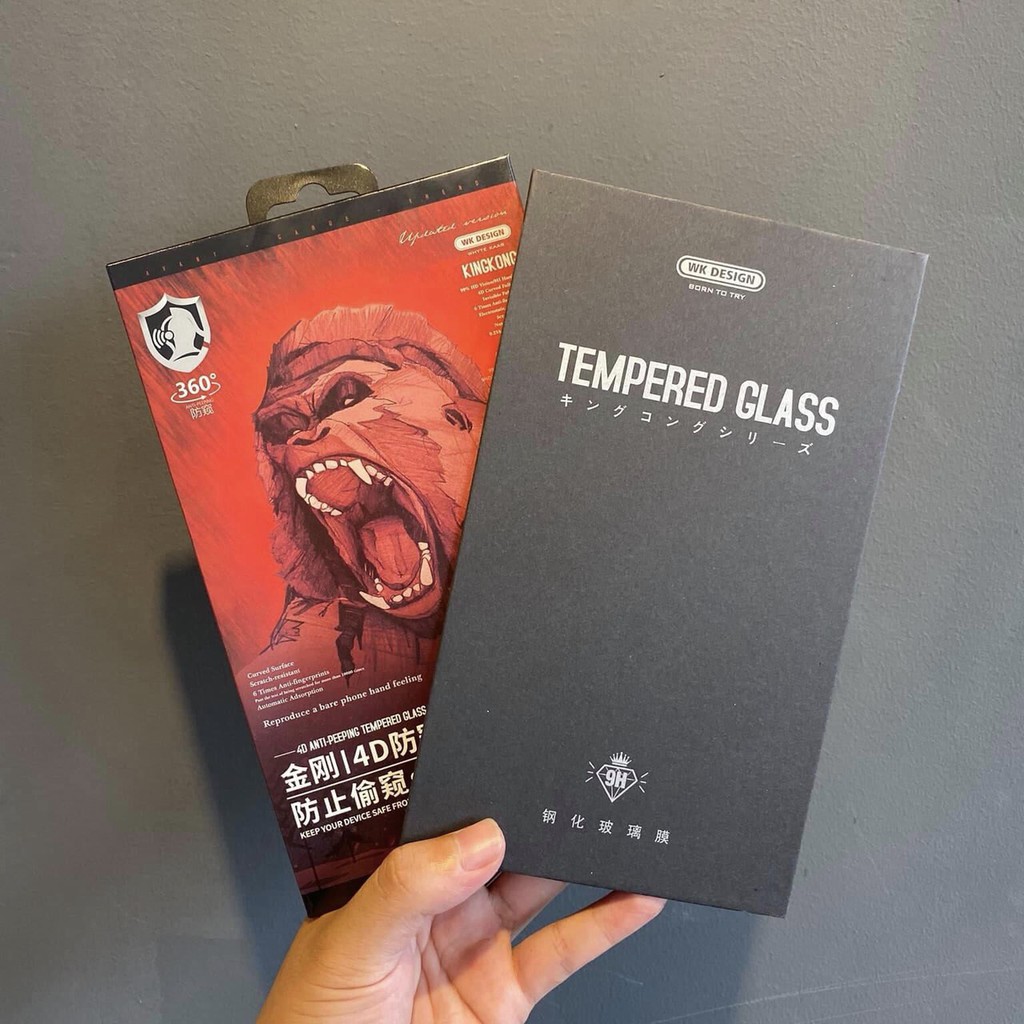 Updated version
WK DESIGN
KINGKONG
360°
ANTI-PEEPING
防窥
Curved Surface
Scratch-resistant
6 Times Anti-fingerprints
Automatic Adsorption
Reproduce a bare phone hand feeling
4D ANTI-PEEPING TEMPERED GLASS
金刚|4D防
防止偷窥
KEEP YOUR DEVICE SAFE FRO
WK DESIGN
BORN TO TRY
TEMPERED GLASS
キングコングシリーズ
9H
钢化玻璃膜